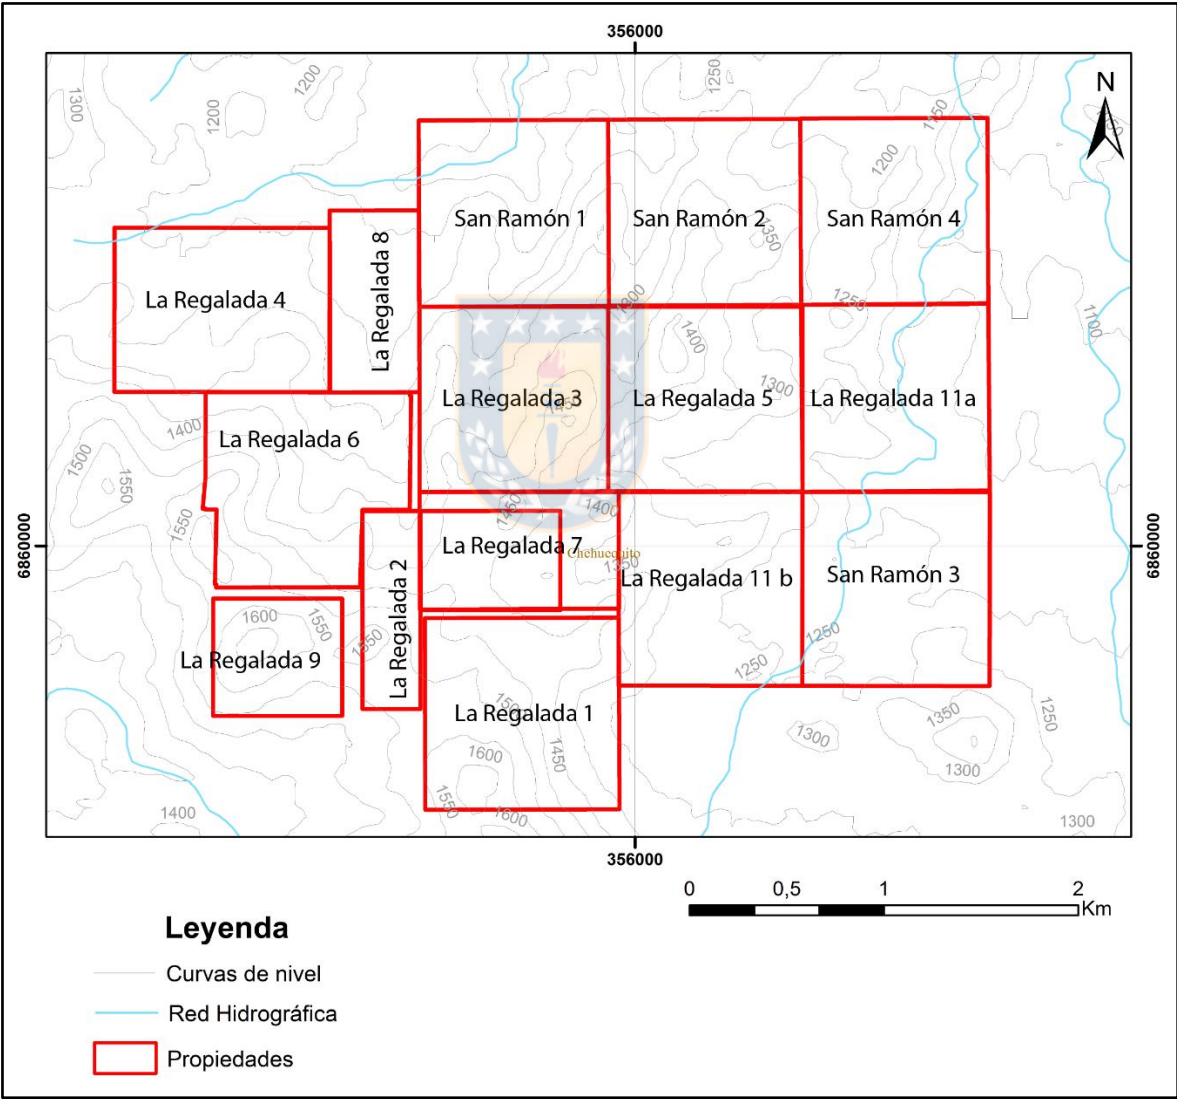 356000
N
1300
1200
1200
1250
1150
1200
San Ramón 1
San Ramón 2
San Ramón 4
1350
La Regalada 8
La Regalada 4
1300
1250
1100
1400
1300
La Regalada 3
La Regalada 5
La Regalada 11a
1450
1400
La Regalada 6
1500
1550
1450
1400
1550
6860000
6860000
La Regalada 7
Chehuequito
1350
La Regalada 11 b
San Ramón 3
La Regalada 2
1600
1550
1550
1250
1250
La Regalada 9
La Regalada 1
1500
1450
1600
1550
1600
1400
1350
1250
1300
1300
1300
356000
0 0,5 1 2
Km
Leyenda
Curvas de nivel
Red Hidrográfica
Propiedades